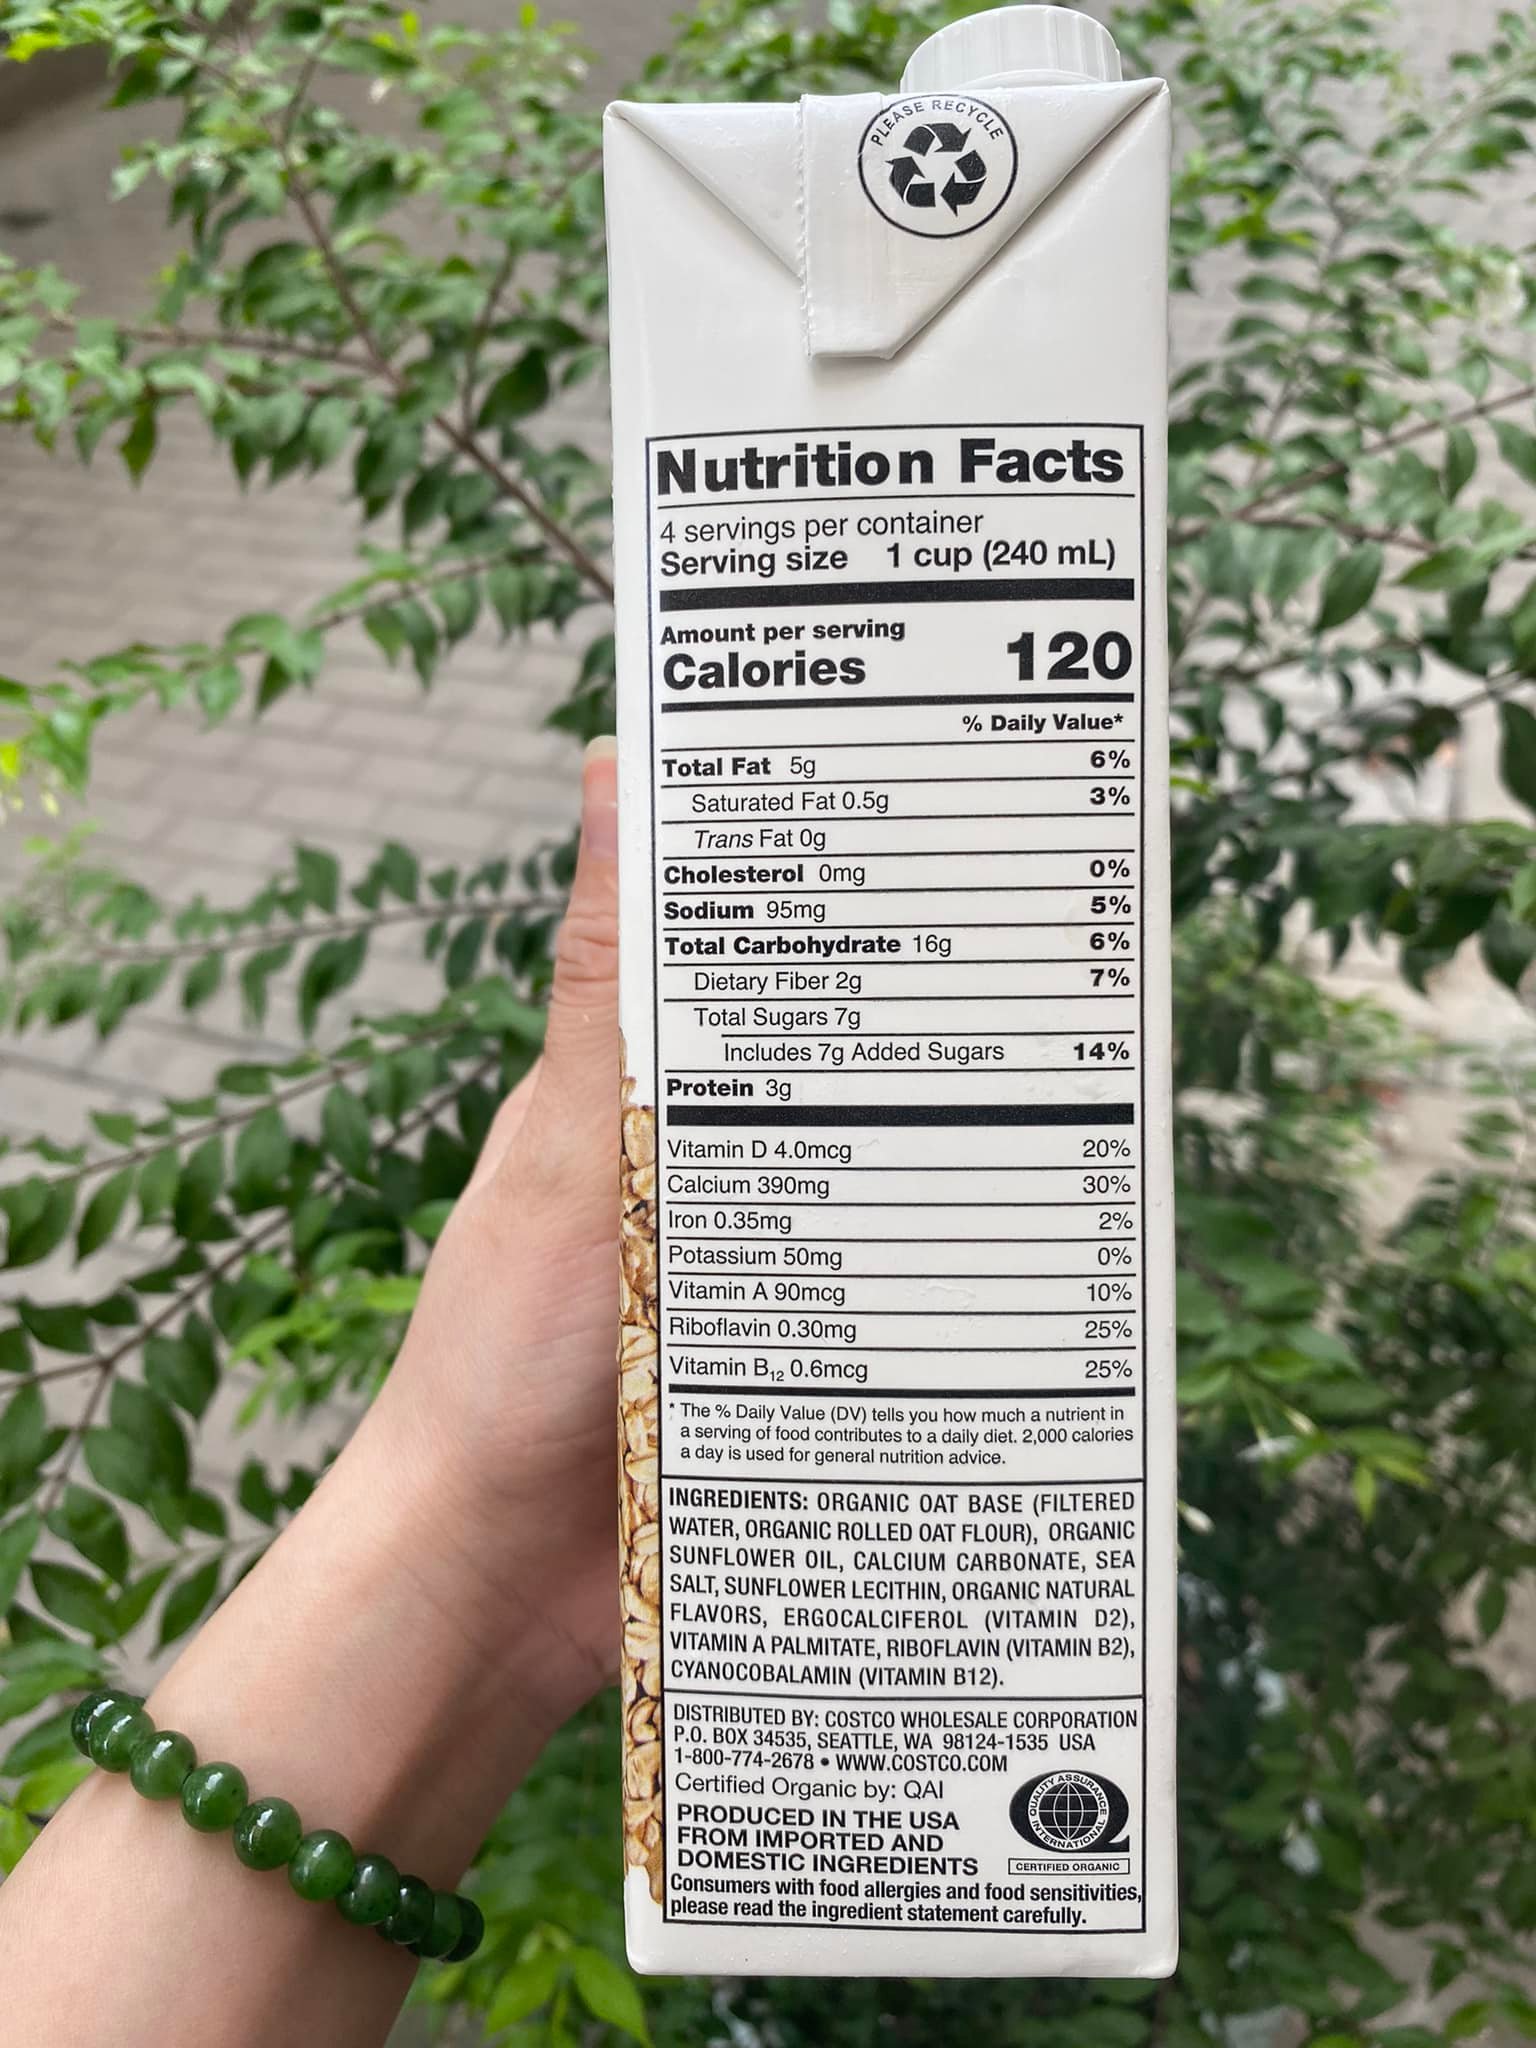 PLEASE RECYCLE
Nutrition Facts
4 servings per container
Serving size 1 cup (240 mL)
Amount per serving
Calories 120
% Daily Value*
Total Fat 5g 6%
Saturated Fat 0.5g 3%
Trans Fat 0g
Cholesterol 0mg 0%
Sodium 95mg 5%
Total Carbohydrate 16g 6%
Dietary Fiber 2g 7%
Total Sugars 7g
Includes 7g Added Sugars 14%
Protein 3g
Vitamin D 4.0mcg 20%
Calcium 390mg 30%
Iron 0.35mg 2%
Potassium 50mg 0%
Vitamin A 90mcg 10%
Riboflavin 0.30mg 25%
Vitamin B12 0.6mcg 25%
* The % Daily Value (DV) tells you how much a nutrient in
a serving of food contributes to a daily diet. 2,000 calories
a day is used for general nutrition advice.
INGREDIENTS: ORGANIC OAT BASE (FILTERED
WATER, ORGANIC ROLLED OAT FLOUR), ORGANIC
SUNFLOWER OIL, CALCIUM CARBONATE, SEA
SALT, SUNFLOWER LECITHIN, ORGANIC NATURAL
FLAVORS, ERGOCALCIFEROL (VITAMIN D2),
VITAMIN A PALMITATE, RIBOFLAVIN (VITAMIN B2),
CYANOCOBALAMIN (VITAMIN B12).
DISTRIBUTED BY: COSTCO WHOLESALE CORPORATION
P.O. BOX 34535, SEATTLE, WA 98124-1535 USA
1-800-774-2678 • WWW.COSTCO.COM
Certified Organic by: QAI
PRODUCED IN THE USA
FROM IMPORTED AND
DOMESTIC INGREDIENTS
QUALITY ASSURANCE
INTERNATIONAL
CERTIFIED ORGANIC
Consumers with food allergies and food sensitivities,
please read the ingredient statement carefully.